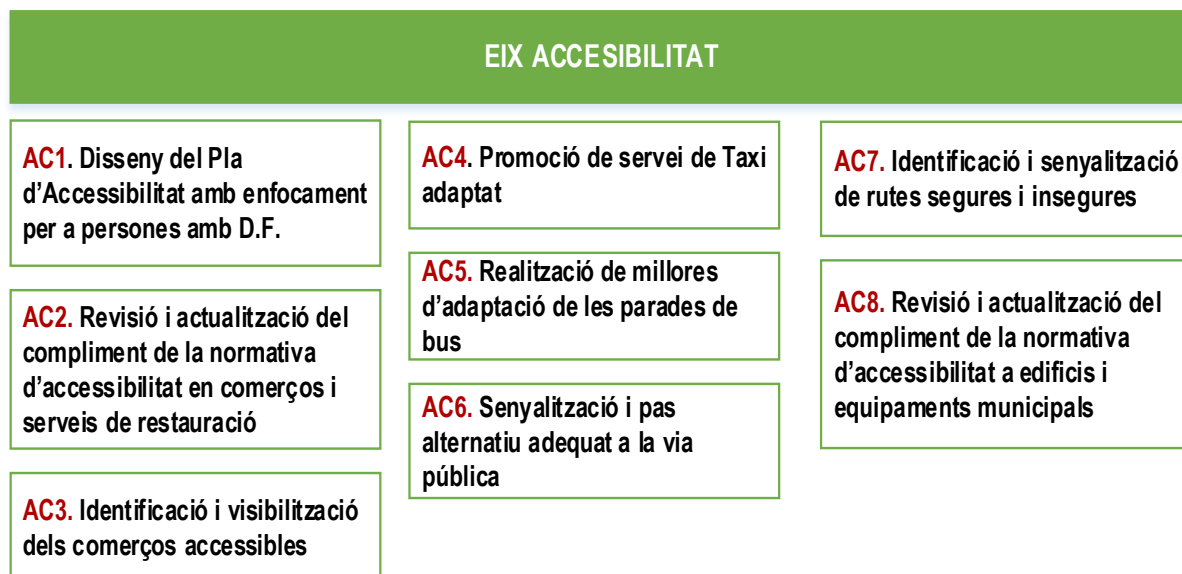 EIX ACCESIBILITAT
AC1. Disseny del Pla
d’Accessibilitat amb enfocament
per a persones amb D.F.
AC2. Revisió i actualització del
compliment de la normativa
d’accessibilitat en comerços i
serveis de restauració
AC3. Identificació i visibilització
dels comerços accessibles
AC4. Promoció de servei de Taxi
adaptat
AC5. Realització de millores
d’adaptació de les parades de
bus
AC6. Senyalització i pas
alternatiu adequat a la via
pública
AC7. Identificació i senyalització
de rutes segures i insegures
AC8. Revisió i actualització del
compliment de la normativa
d’accessibilitat a edificis i
equipaments municipals